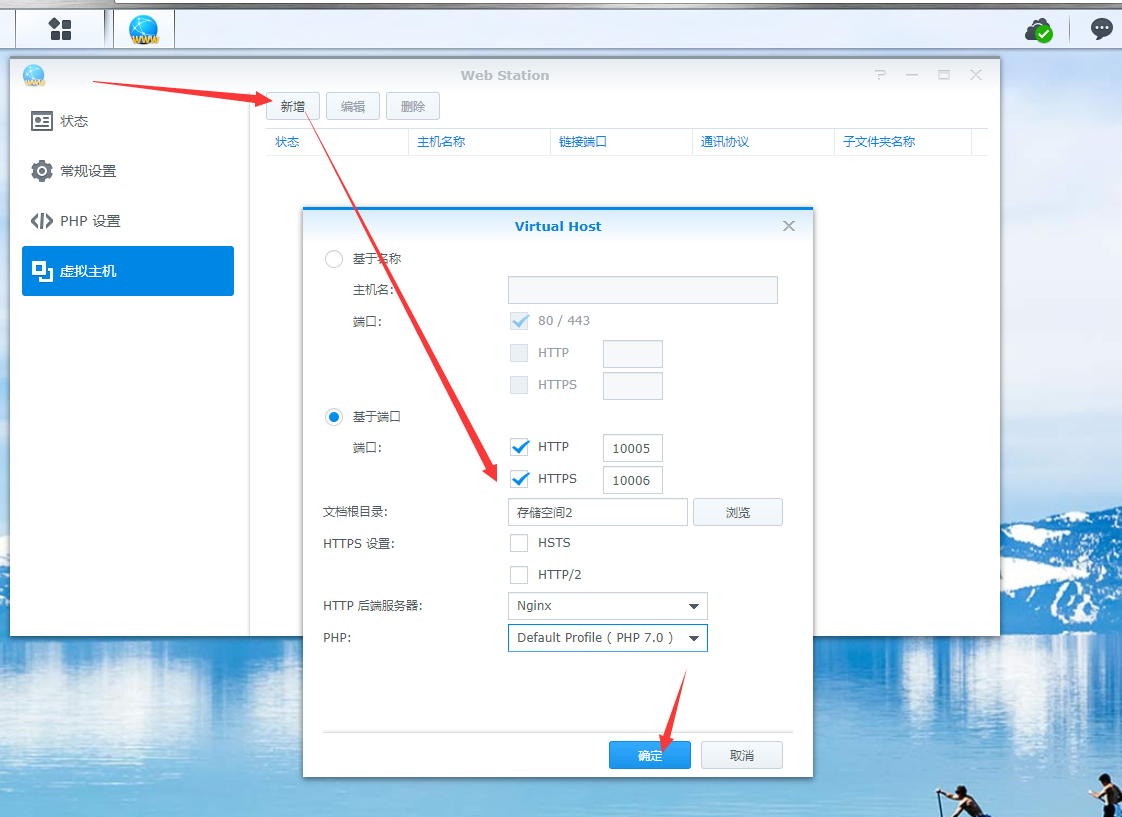 Web Station
新增 编辑 删除
状态
常规设置
PHP 设置
虚拟主机
状态 主机名称 链接端口 通讯协议 子文件夹名称
Virtual Host
基于名称
主机名:
端口: 80 / 443
HTTP
HTTPS
基于端口
端口: HTTP 10005
HTTPS 10006
文档根目录: 存储空间2 浏览
HTTPS 设置: HSTS
HTTP/2
HTTP 后端服务器: Nginx
PHP: Default Profile ( PHP 7.0 )
确定 取消